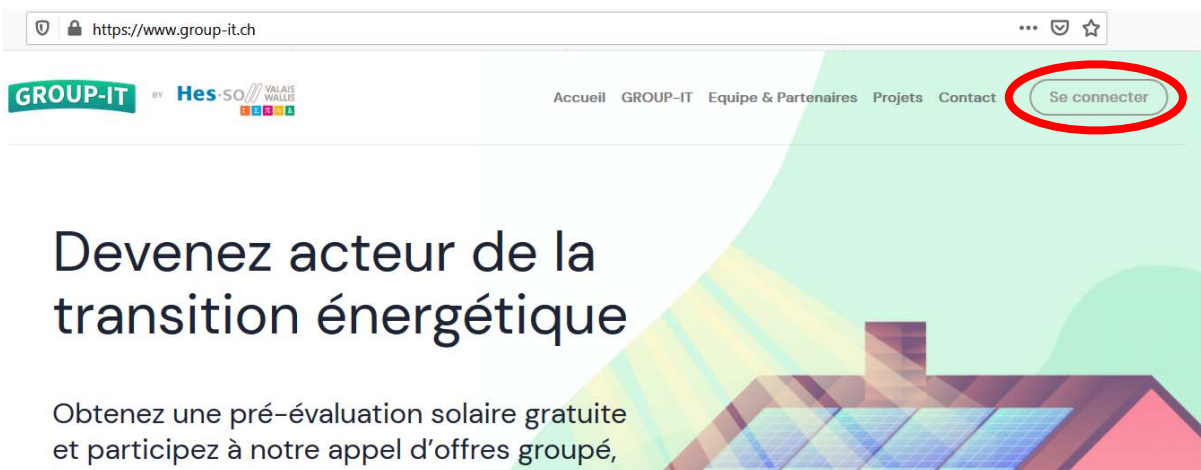 https://www.group-it.ch
GROUP-IT BY Hes·so// VALAIS WALLIS
Accueil GROUP-IT Equipe & Partenaires Projets Contact Se connecter
Devenez acteur de la
transition énergétique
Obtenez une pré-évaluation solaire gratuite
et participez à notre appel d'offres groupé,